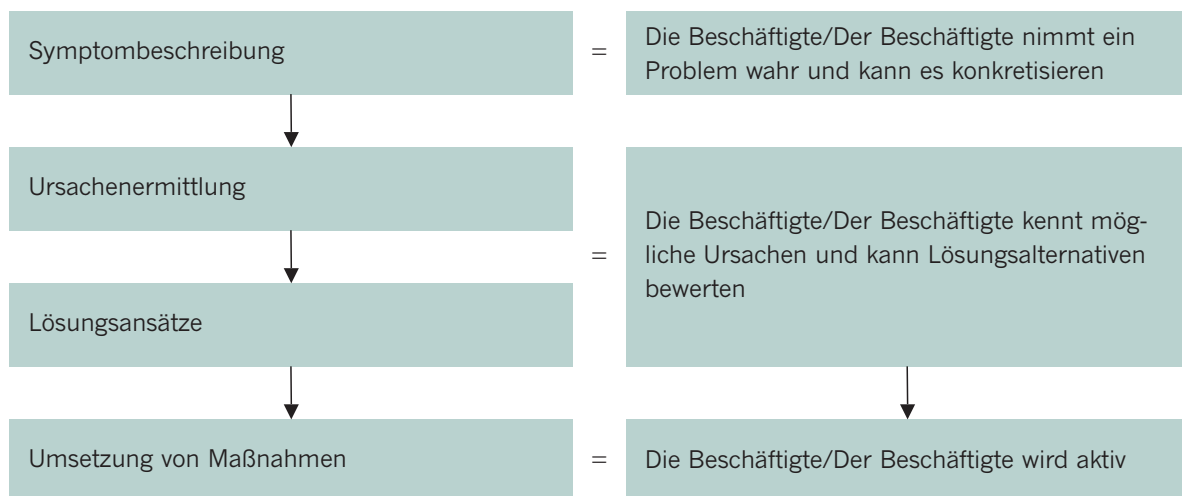 Symptombeschreibung
=
Die Beschäftigte/Der Beschäftigte nimmt ein
Problem wahr und kann es konkretisieren
Ursachenermittlung
=
Die Beschäftigte/Der Beschäftigte kennt mög-
liche Ursachen und kann Lösungsalternativen
bewerten
Lösungsansätze
Umsetzung von Maßnahmen
=
Die Beschäftigte/Der Beschäftigte wird aktiv